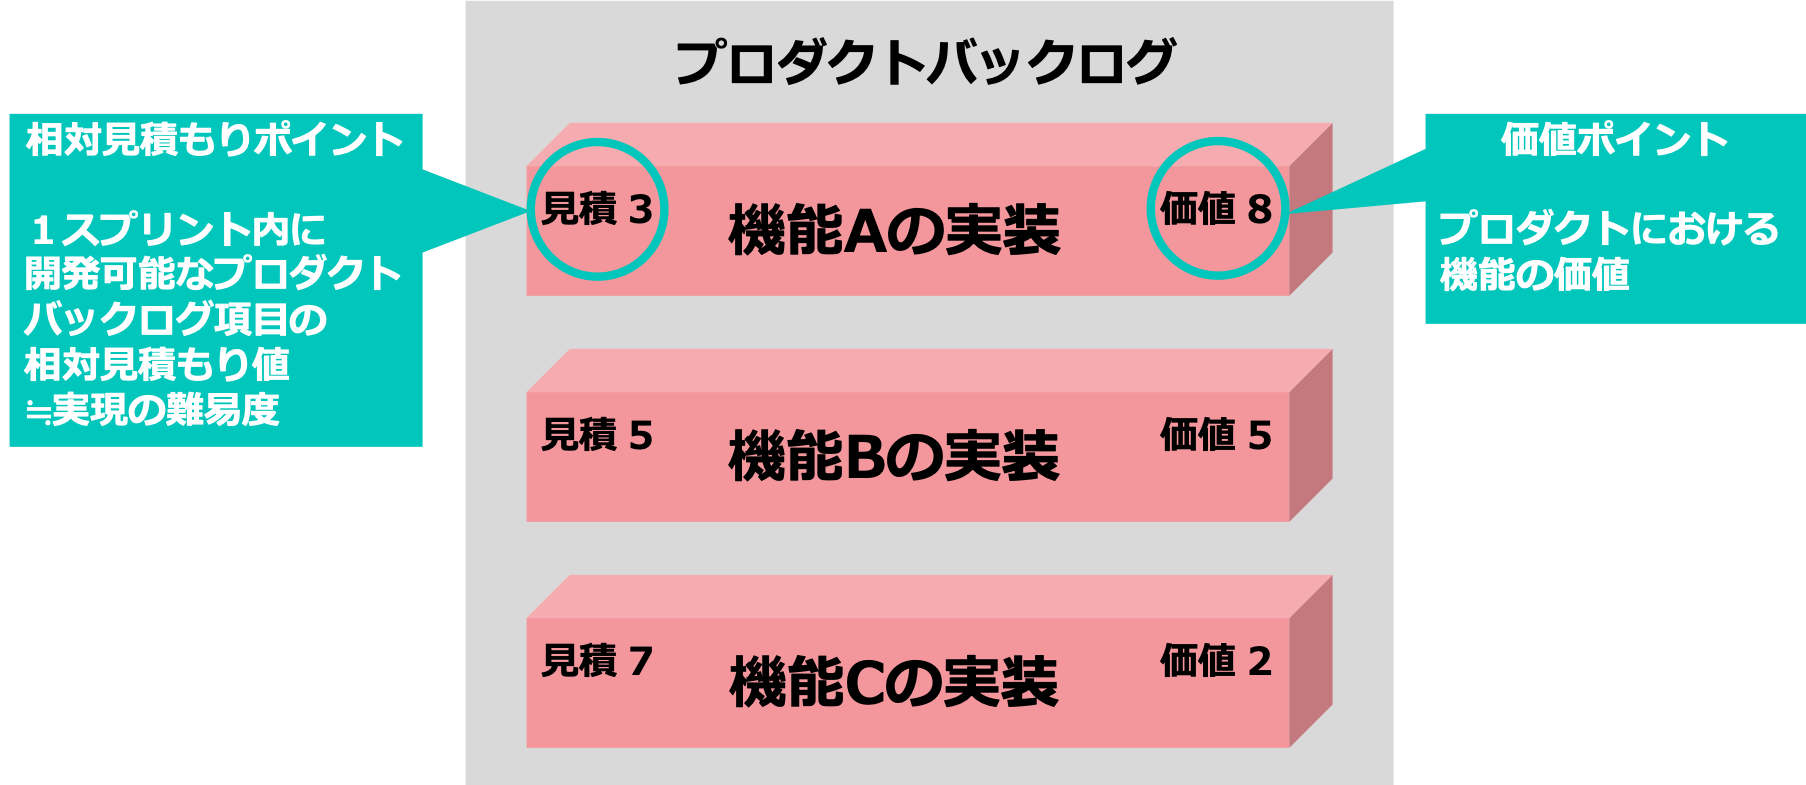 プロダクトバックログ
相対見積もりポイント
１スプリント内に
開発可能なプロダクト
バックログ項目の
相対見積もり値
≒実現の難易度
見積 3
機能Aの実装
価値 8
価値ポイント
プロダクトにおける
機能の価値
見積 5
機能Bの実装
価値 5
見積 7
機能Cの実装
価値 2